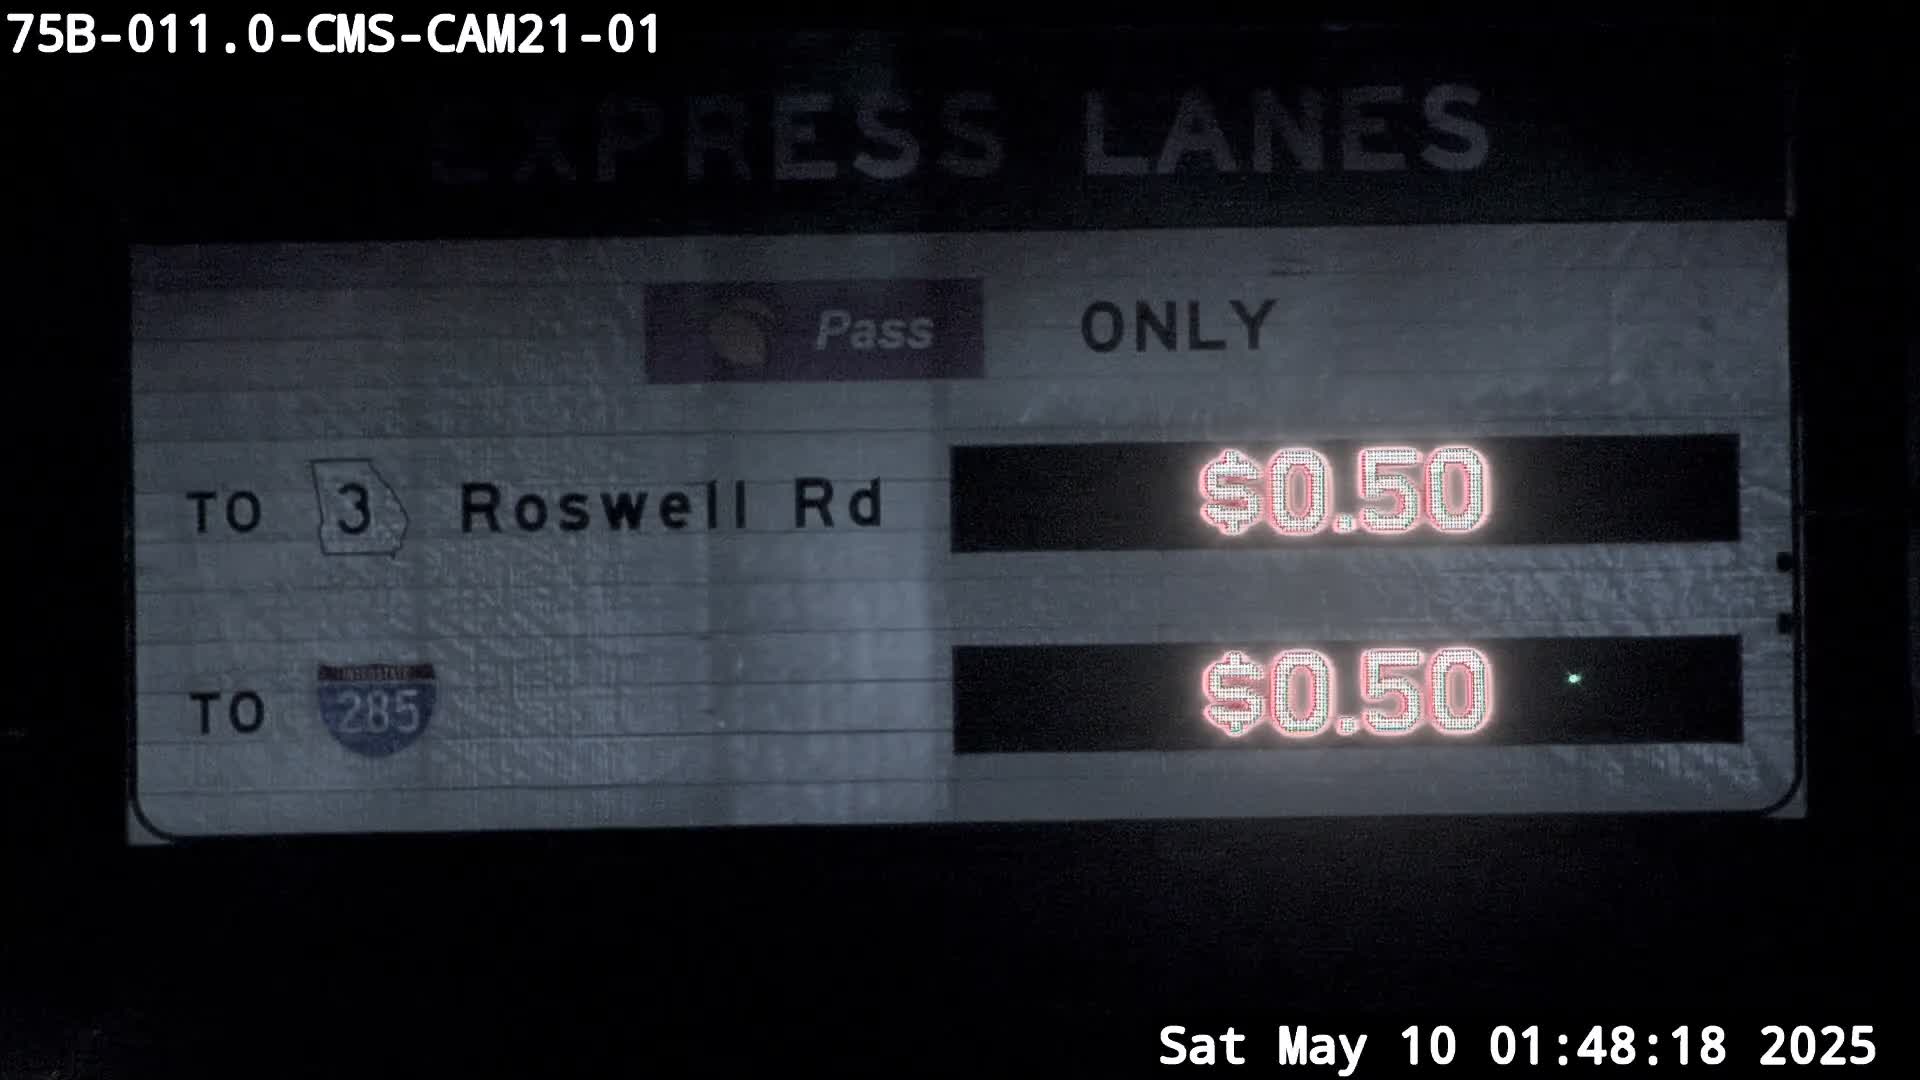 75B-011.0-CMS-CAM21-01
EXPRESS LANES
Pass ONLY
TO 3 Roswell Rd $0.50
INTERSTATE
TO 285 $0.50
Sat May 10 01:48:18 2025